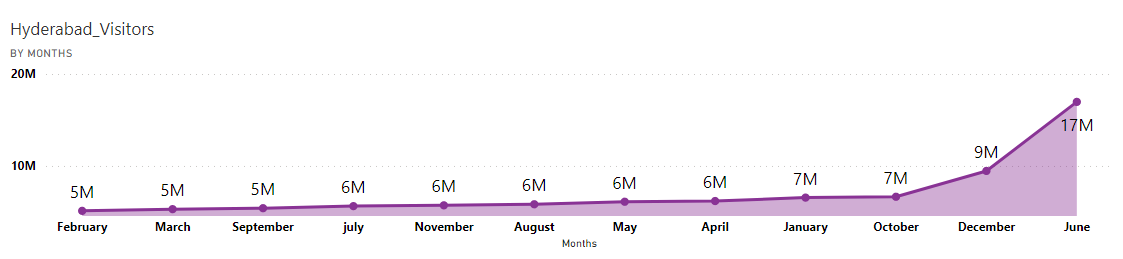 Hyderabad_Visitors
BY MONTHS
20M
10M
5M 5M 5M 6M 6M 6M 6M 6M 7M 7M 9M 17M
February March September july November August May April January October December June
Months